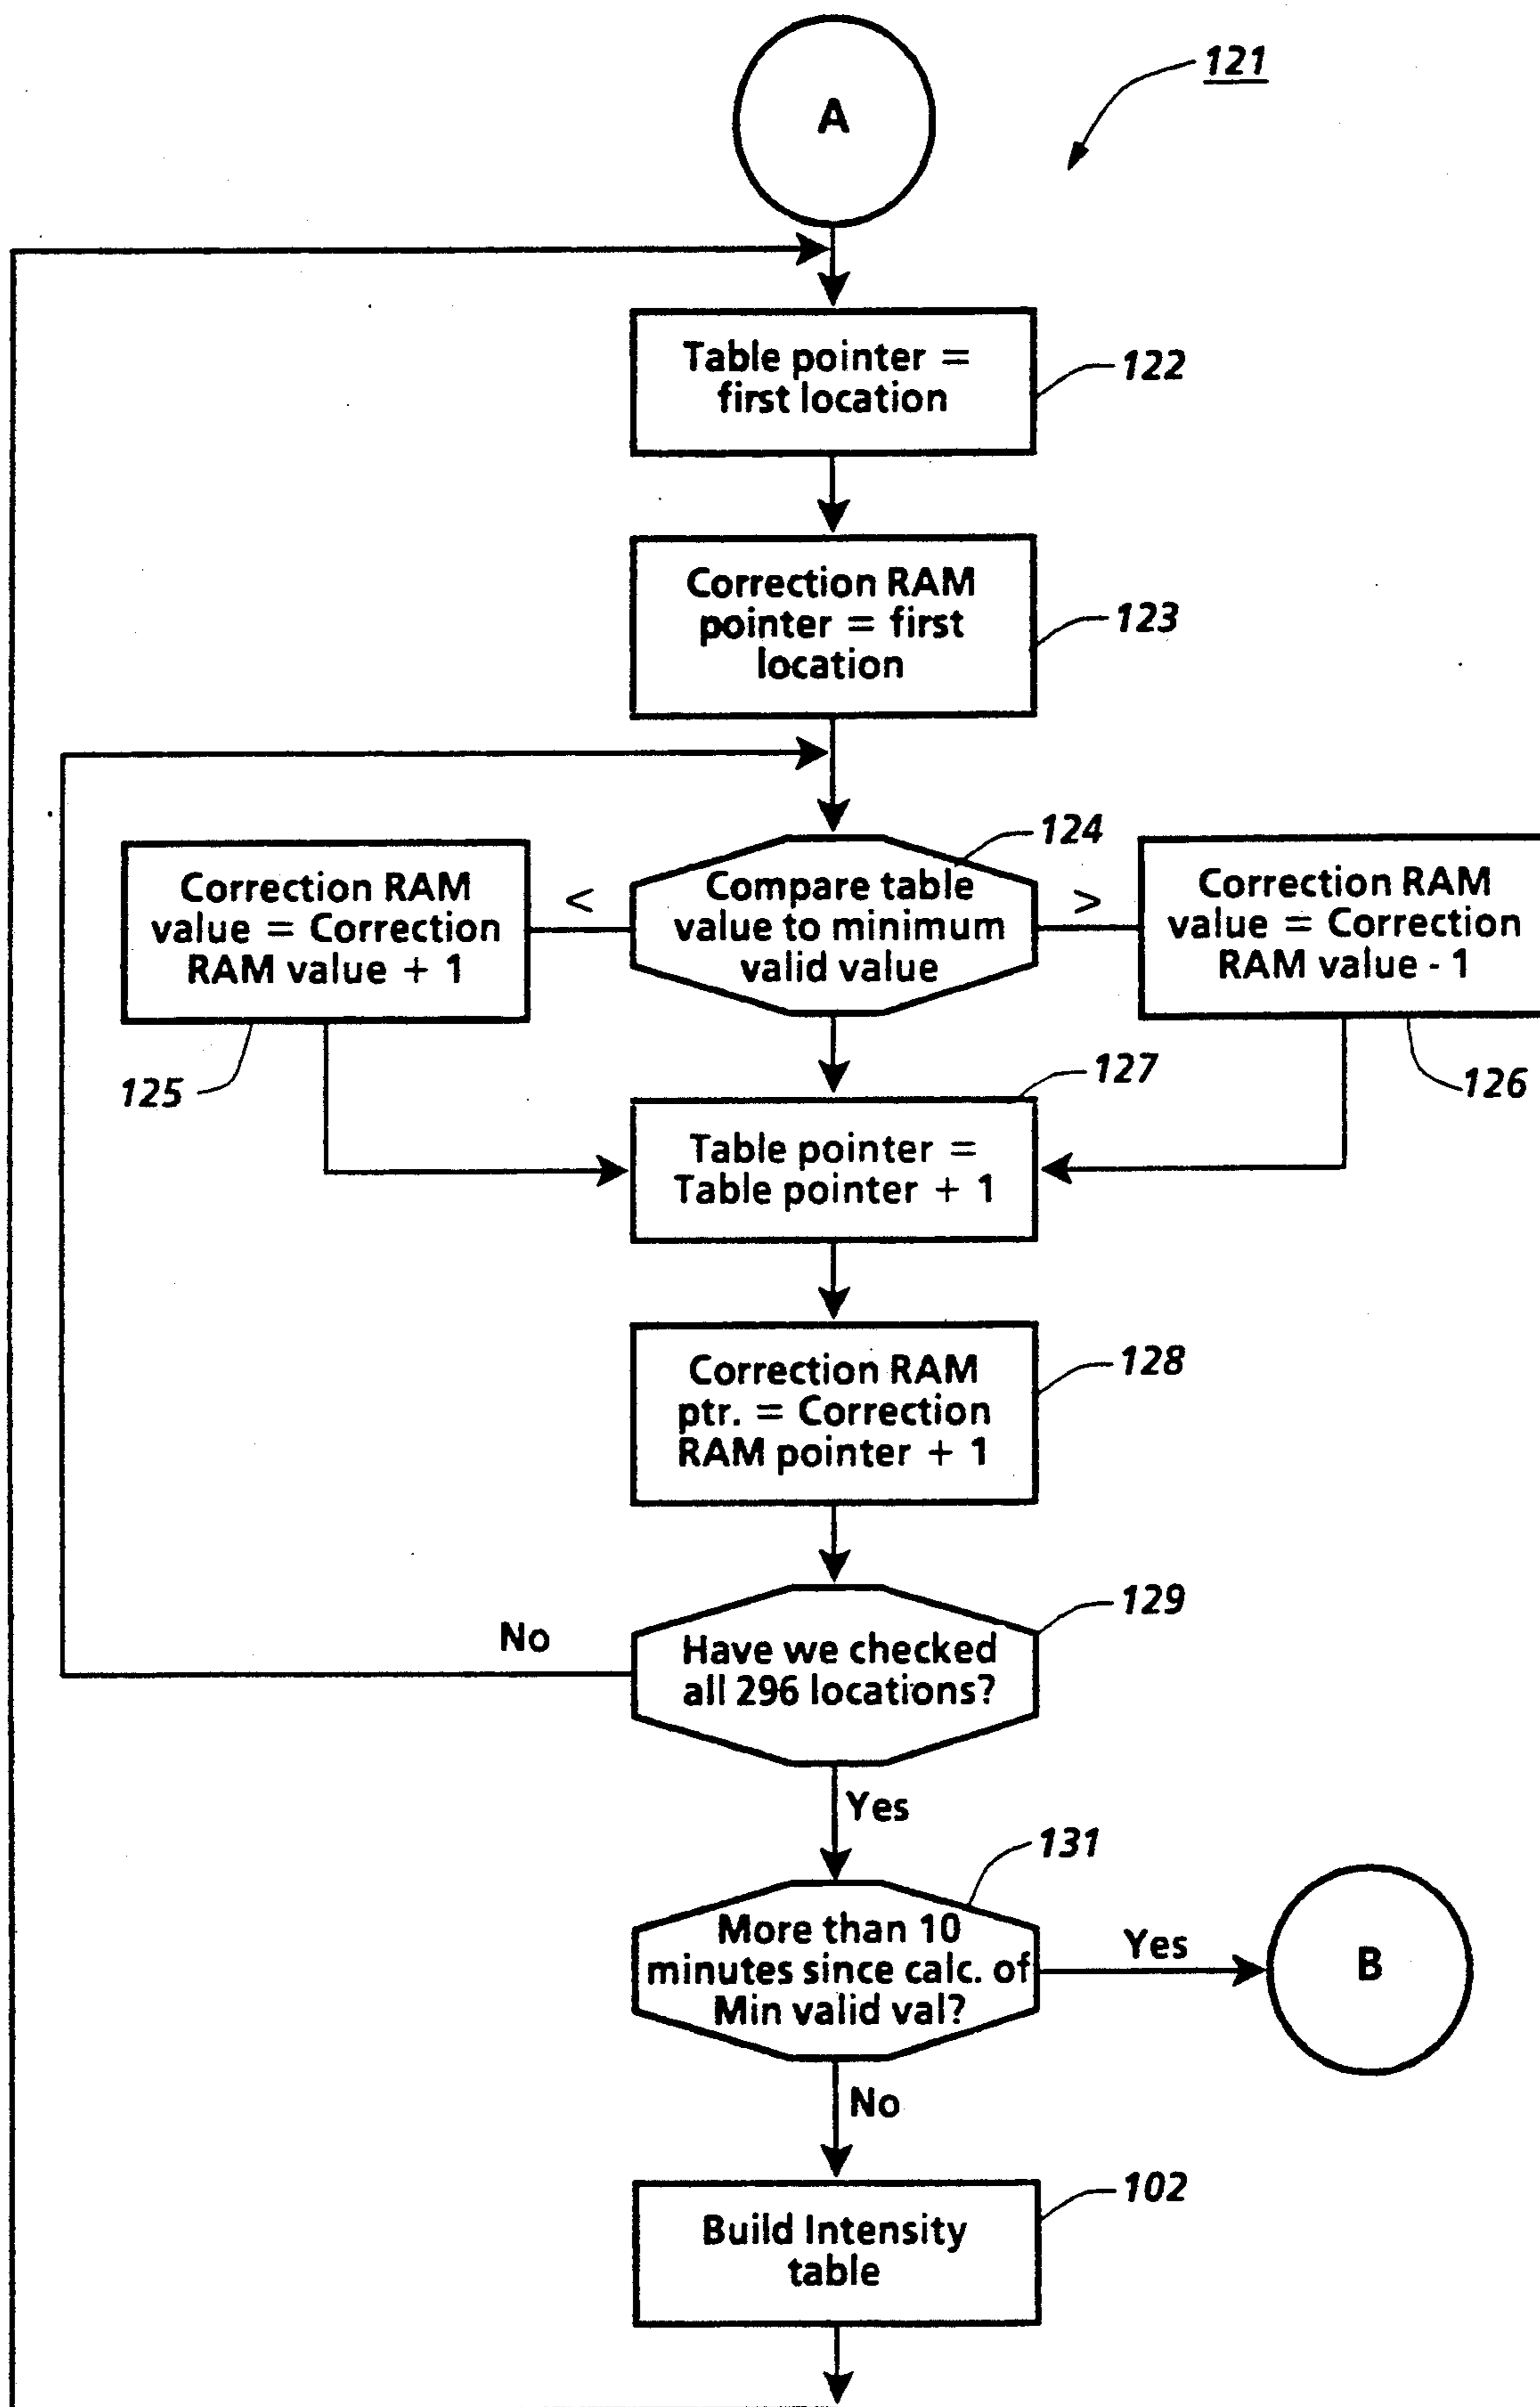 A
121
Table pointer =
first location
122
Correction RAM
pointer = first
location
123
124
Correction RAM
value = Correction
RAM value + 1
<
Compare table
value to minimum
valid value
>
Correction RAM
value = Correction
RAM value - 1
125
126
127
Table pointer =
Table pointer + 1
Correction RAM
ptr. = Correction
RAM pointer + 1
128
129
No
Have we checked
all 296 locations?
Yes
131
More than 10
minutes since calc. of
Min valid val?
Yes
B
No
102
Build Intensity
table